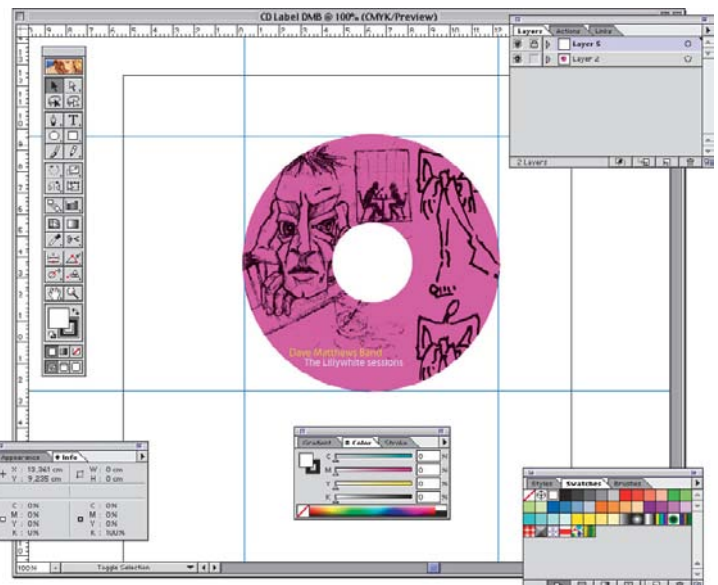 CD Label DMB @ 100% (CMYK/Preview)
Layers Actions Links
Layer 5
Layer 2
2 Layers
Dave Matthews Band
The Lillywhite sessions
Gradient Color Stroke
C 0 %
M 0 %
Y 0 %
K 0 %
Appearance Info
X : 13,361 cm W : 0 cm
Y : 9,235 cm H : 0 cm
C : 0% C : 0%
M : 0% M : 0%
Y : 0% Y : 0%
K : 0% K : 100%
Styles Swatches Brushes
100% Toggle Selection